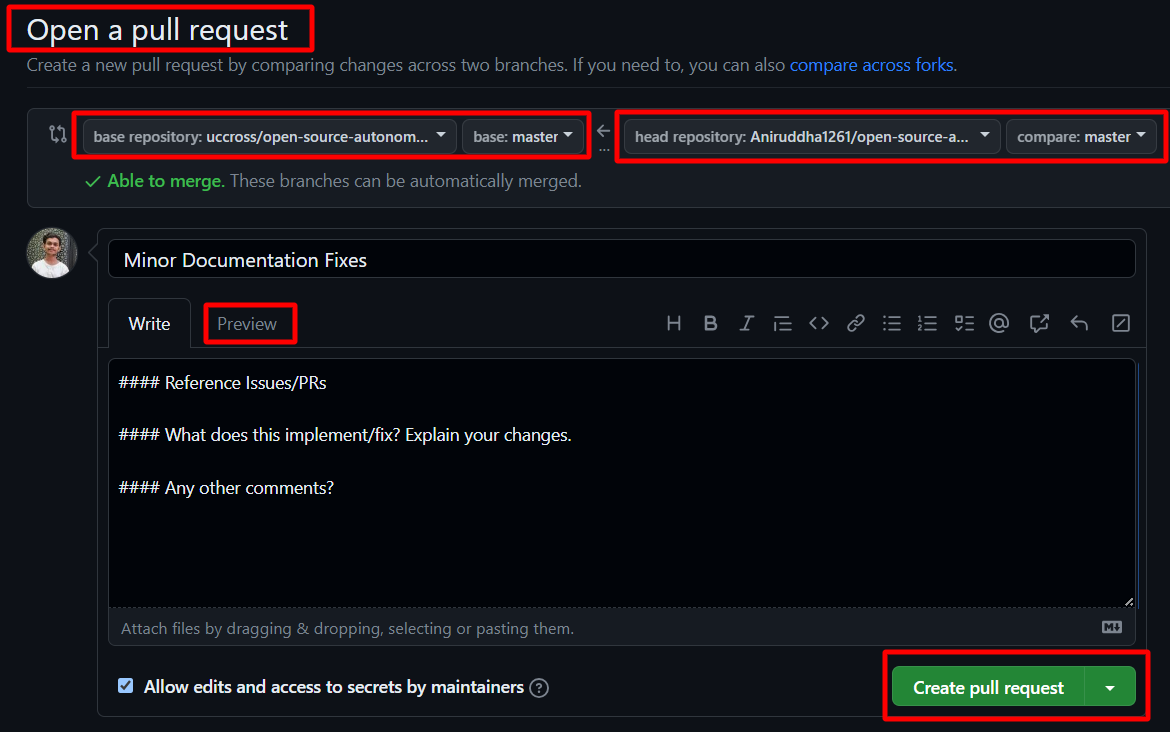 Open a pull request
Create a new pull request by comparing changes across two branches. If you need to, you can also compare across forks.
base repository: uccross/open-source-autonom... base: master head repository: Aniruddha1261/open-source-a... compare: master
Able to merge. These branches can be automatically merged.
Minor Documentation Fixes
Write Preview
#### Reference Issues/PRs
#### What does this implement/fix? Explain your changes.
#### Any other comments?
Attach files by dragging & dropping, selecting or pasting them.
Allow edits and access to secrets by maintainers
Create pull request